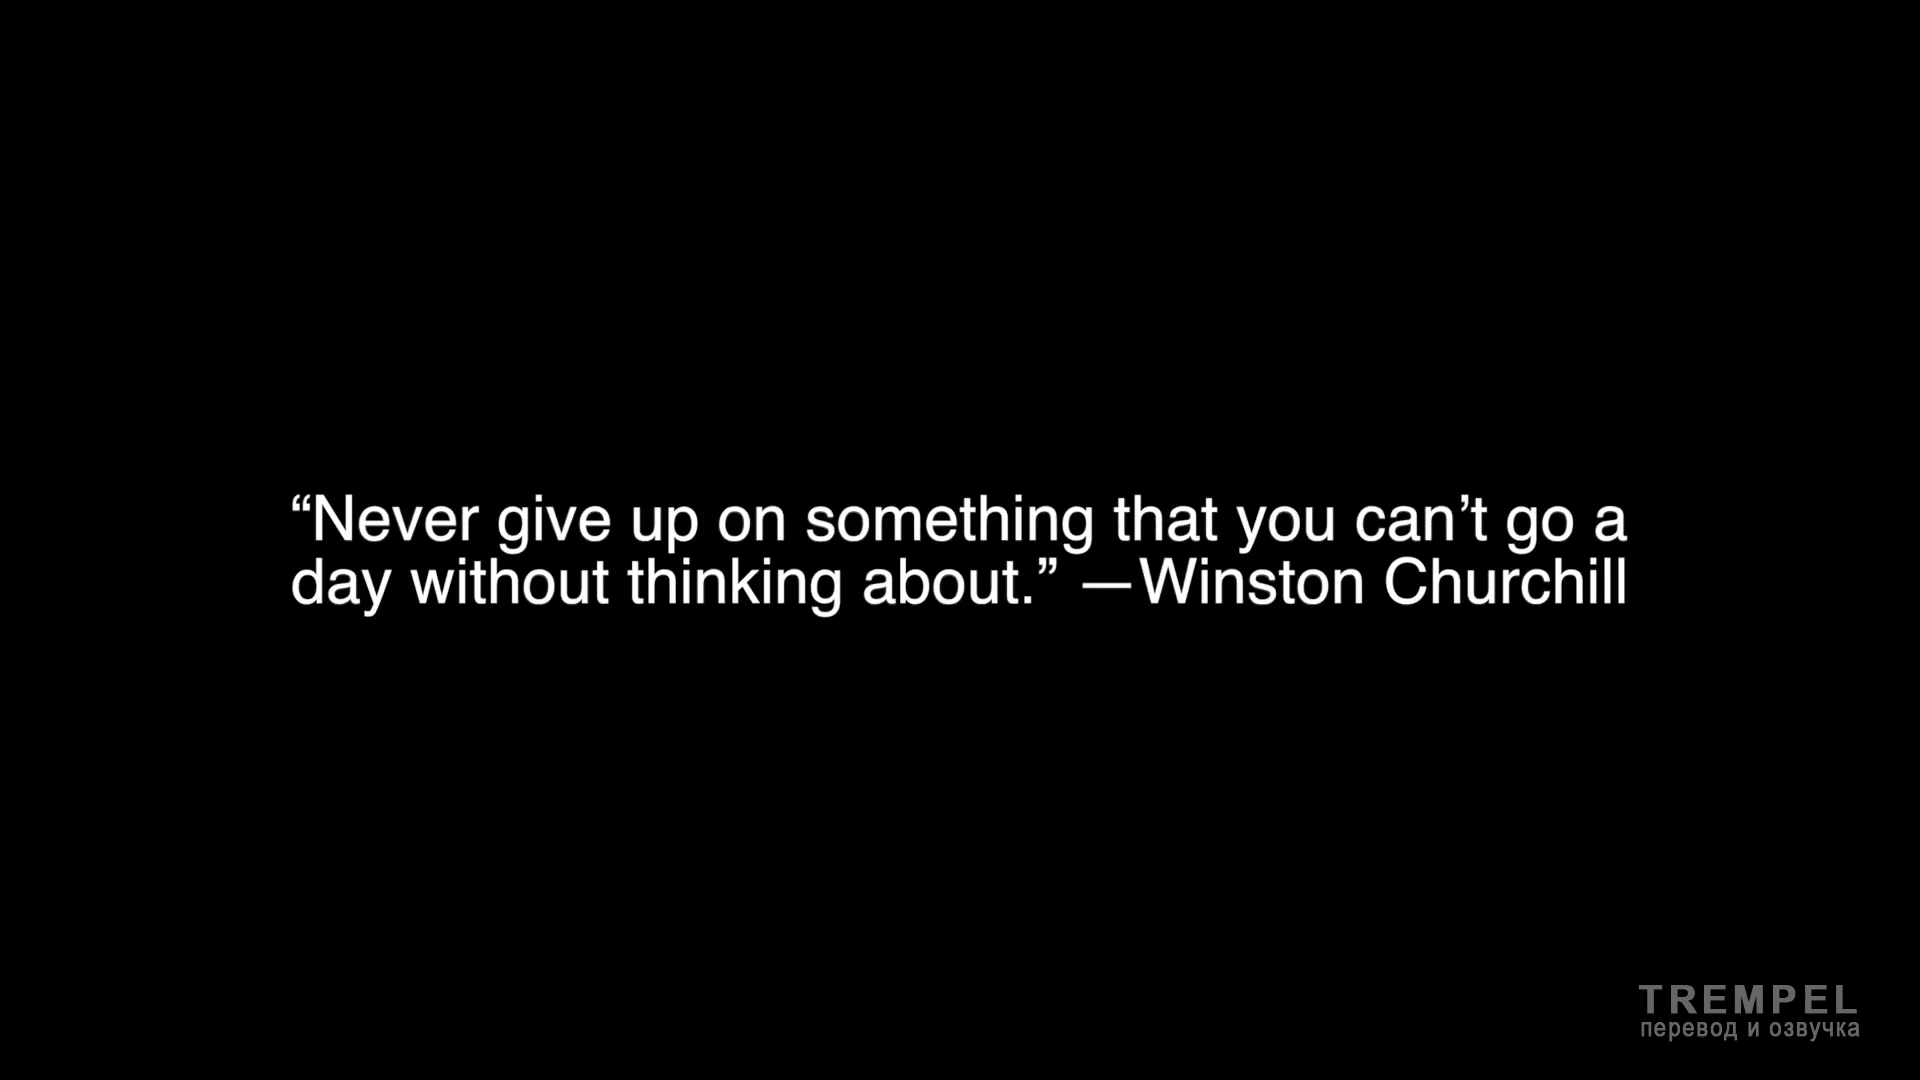 “Never give up on something that you can’t go a
day without thinking about.” —Winston Churchill
TREMPEL
перевод и озвучка